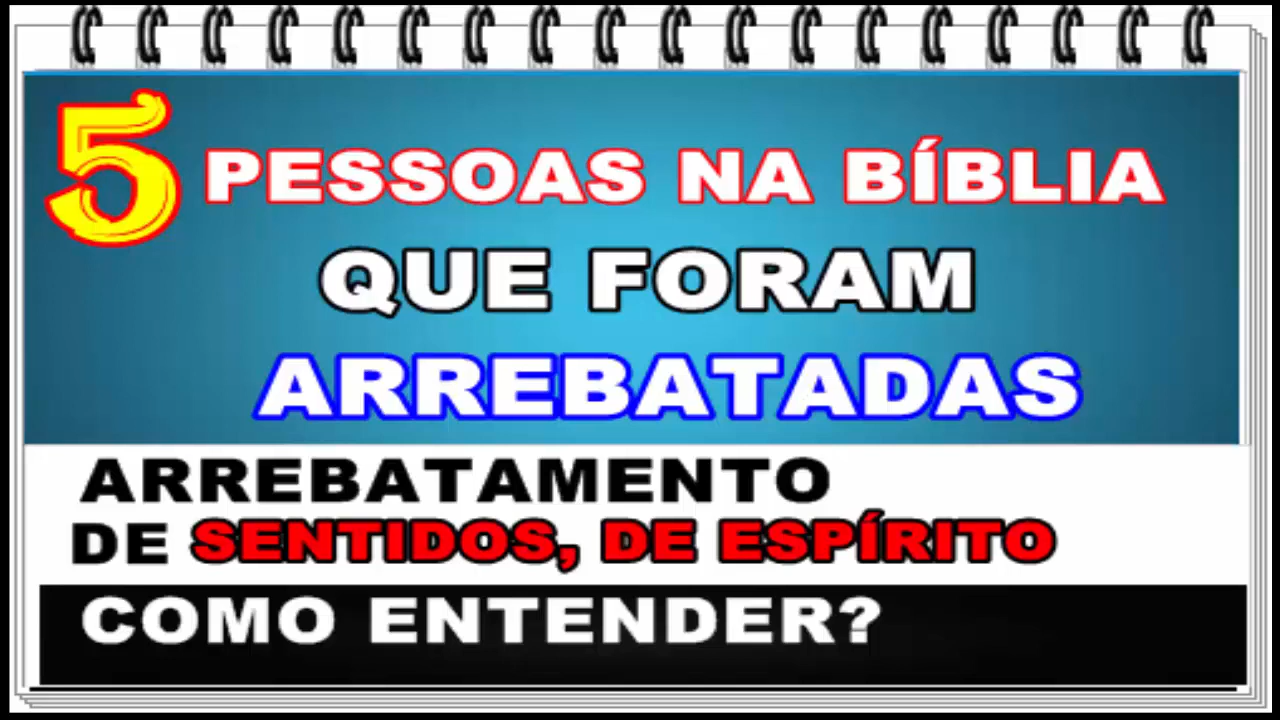 5 PESSOAS NA BÍBLIA
QUE FORAM
ARREBATADAS
ARREBATAMENTO
DE SENTIDOS, DE ESPÍRITO
COMO ENTENDER?